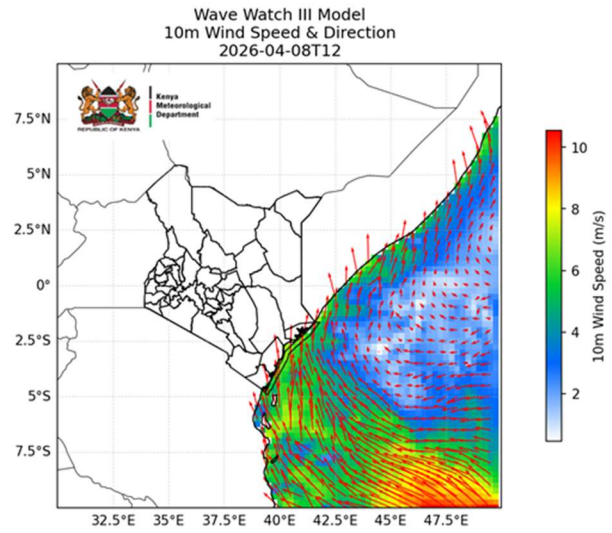 Wave Watch III Model
10m Wind Speed & Direction
2026-04-08T12
Kenya
Meteorological
Department
REPUBLIC OF KENYA
7.5°N
5°N
2.5°N
0°
2.5°S
5°S
7.5°S
32.5°E 35°E 37.5°E 40°E 42.5°E 45°E 47.5°E
10
8
6
4
2
10m Wind Speed (m/s)